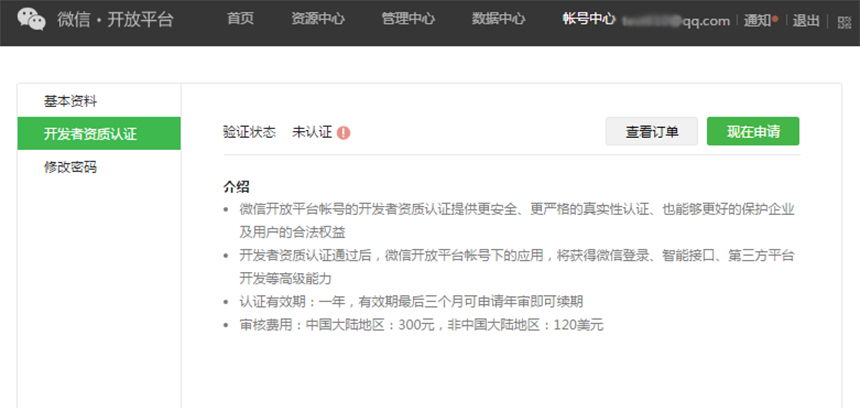 微信·开放平台 首页 资源中心 管理中心 数据中心 帐号中心 @qq.com 通知 退出
基本资料
开发者资质认证
修改密码
验证状态 未认证 查看订单 现在申请
介绍
微信开放平台帐号的开发者资质认证提供更安全、更严格的真实性认证、也能够更好的保护企业
及用户的合法权益
开发者资质认证通过后，微信开放平台帐号下的应用，将获得微信登录、智能接口、第三方平台
开发等高级能力
认证有效期：一年，有效期最后三个月可申请年审即可续期
审核费用：中国大陆地区：300元，非中国大陆地区：120美元